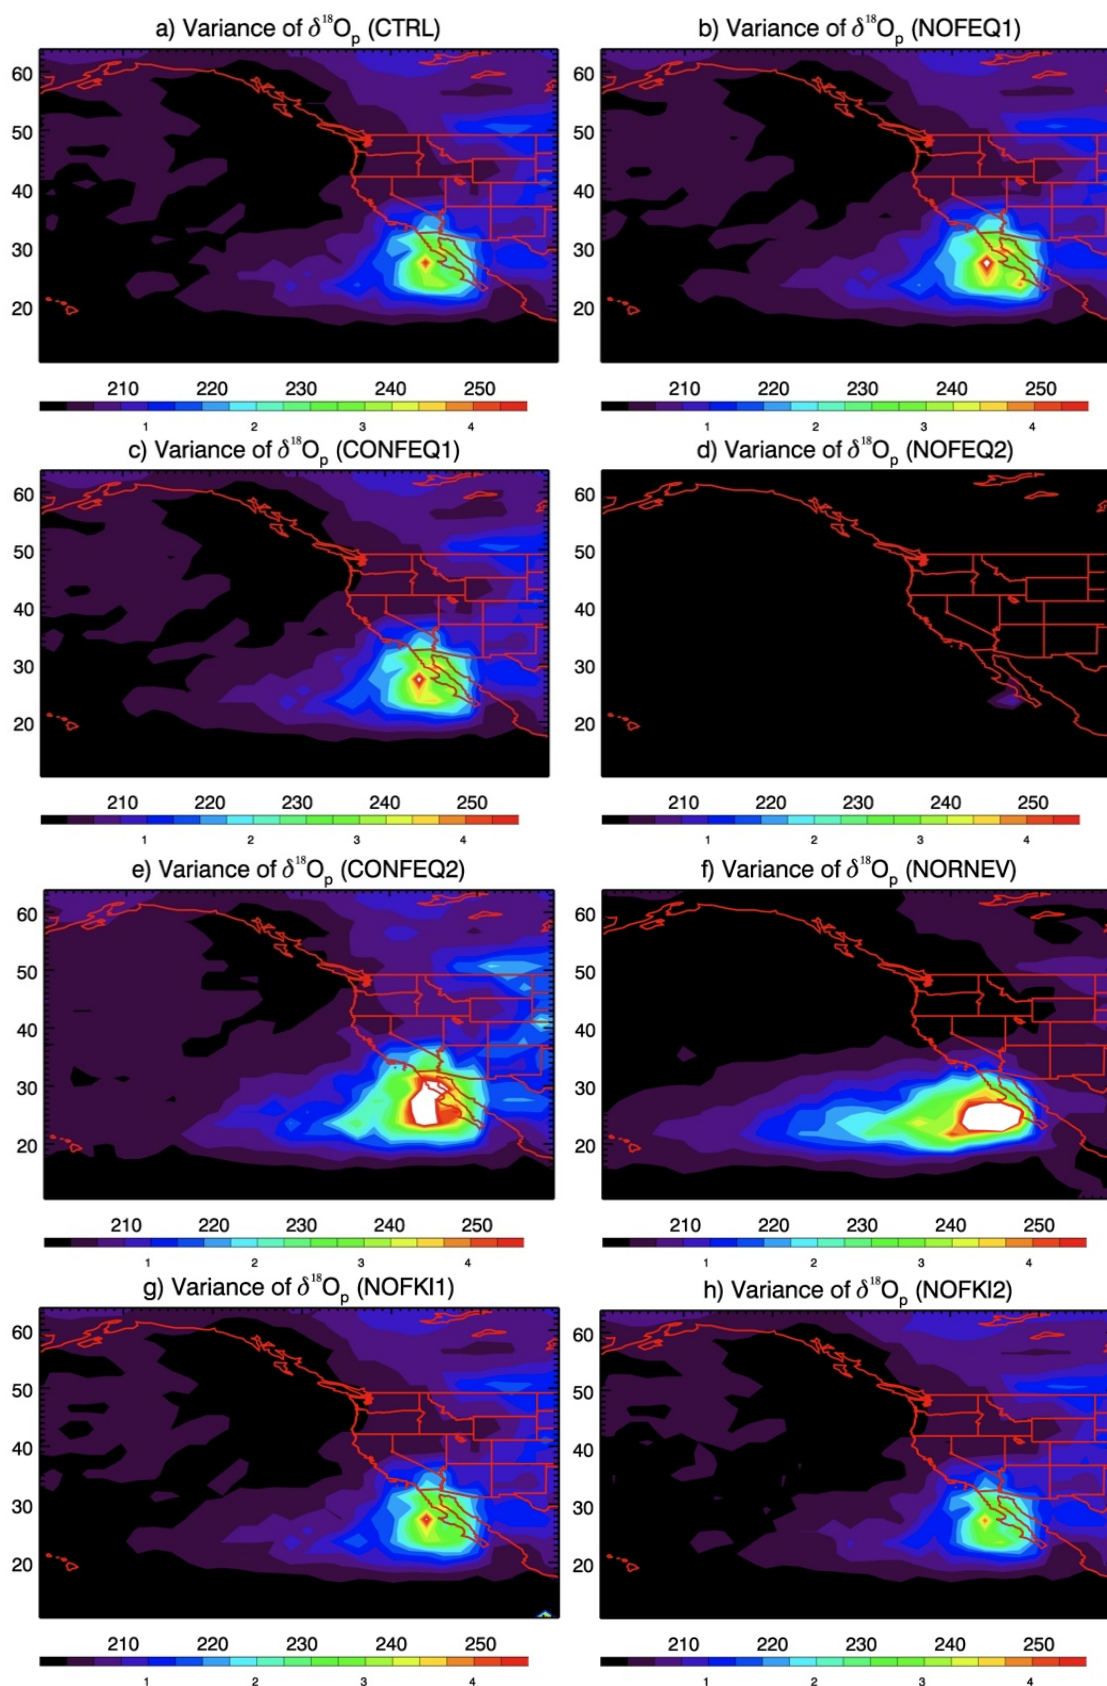 a) Variance of δ¹⁸Oₚ (CTRL)
60
50
40
30
20
210 220 230 240 250
1 2 3 4
b) Variance of δ¹⁸Oₚ (NOFEQ1)
60
50
40
30
20
210 220 230 240 250
1 2 3 4
c) Variance of δ¹⁸Oₚ (CONFEQ1)
60
50
40
30
20
210 220 230 240 250
1 2 3 4
d) Variance of δ¹⁸Oₚ (NOFEQ2)
60
50
40
30
20
210 220 230 240 250
1 2 3 4
e) Variance of δ¹⁸Oₚ (CONFEQ2)
60
50
40
30
20
210 220 230 240 250
1 2 3 4
f) Variance of δ¹⁸Oₚ (NORNEV)
60
50
40
30
20
210 220 230 240 250
1 2 3 4
g) Variance of δ¹⁸Oₚ (NOFKI1)
60
50
40
30
20
210 220 230 240 250
1 2 3 4
h) Variance of δ¹⁸Oₚ (NOFKI2)
60
50
40
30
20
210 220 230 240 250
1 2 3 4